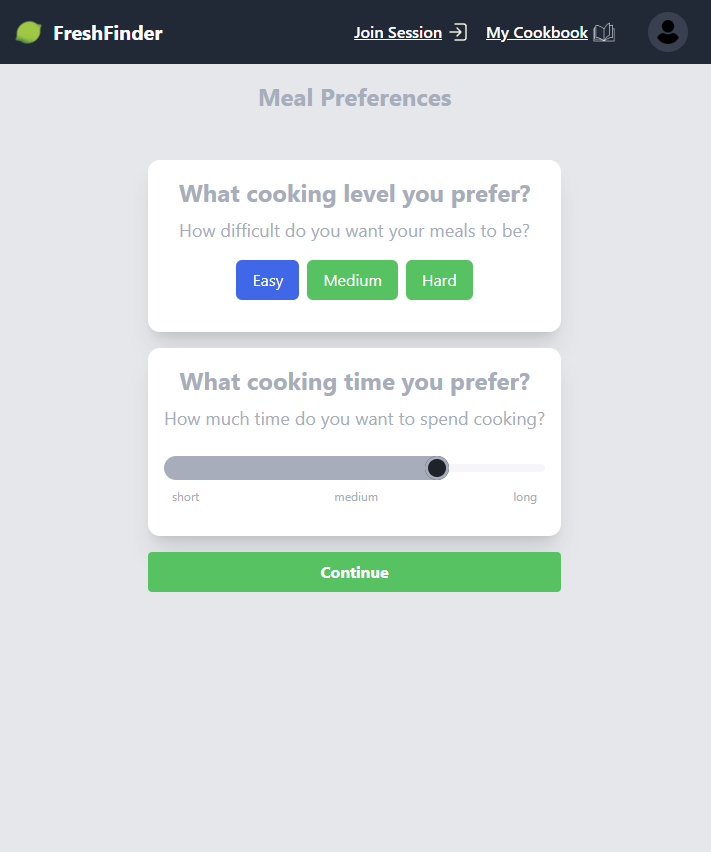 FreshFinder
Join Session
My Cookbook
Meal Preferences
What cooking level you prefer?
How difficult do you want your meals to be?
Easy
Medium
Hard
What cooking time you prefer?
How much time do you want to spend cooking?
short
medium
long
Continue